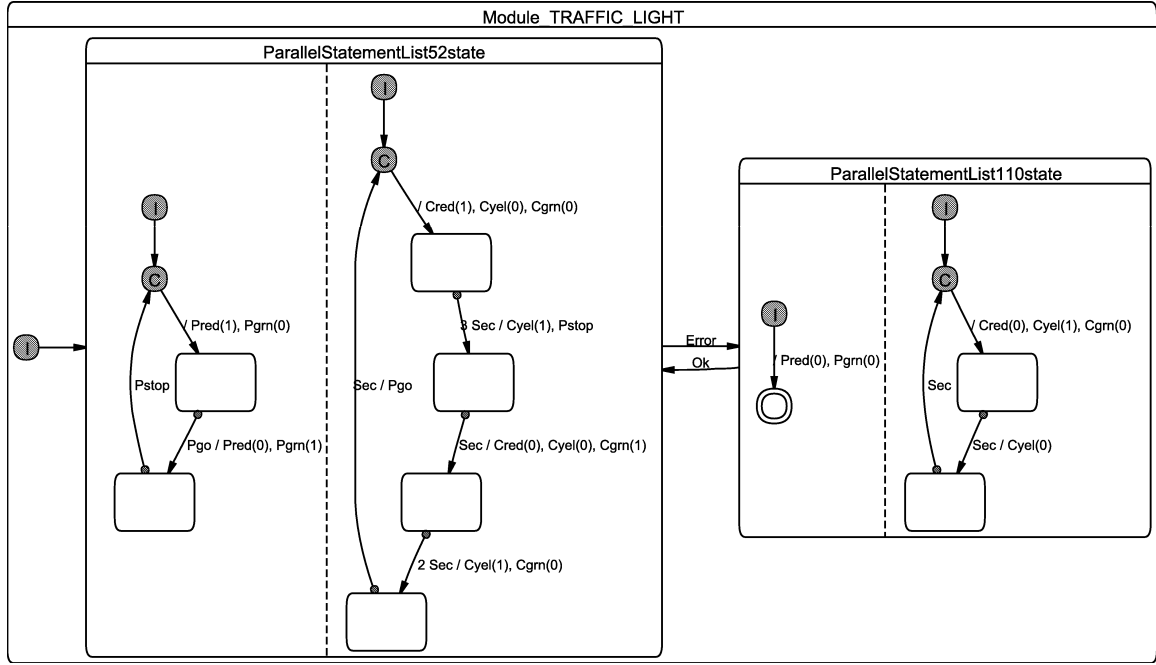 Module_TRAFFIC_LIGHT
ParallelStatementList52state
I
C
/ Cred(1), Cyel(0), Cgrn(0)
3 Sec / Cyel(1), Pstop
Sec / Cred(0), Cyel(0), Cgrn(1)
2 Sec / Cyel(1), Cgrn(0)
Sec / Pgo
I
C
/ Pred(1), Pgrn(0)
Pstop
Pgo / Pred(0), Pgrn(1)
I
Error
Ok
ParallelStatementList110state
I
/ Pred(0), Pgrn(0)
I
C
/ Cred(0), Cyel(1), Cgrn(0)
Sec
Sec / Cyel(0)